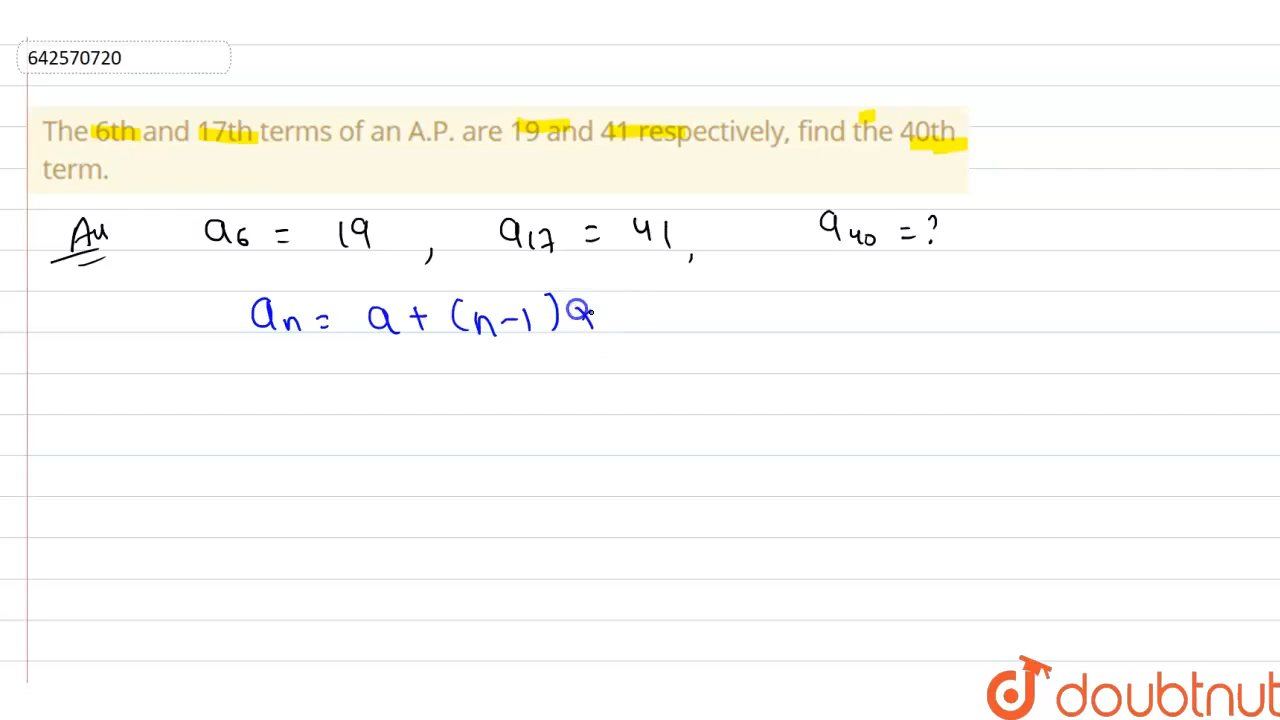 642570720
The 6th and 17th terms of an A.P. are 19 and 41 respectively, find the 40th
term.
a6 = 19 , a17 = 41, a40 = ?
an = a + (n-1)
doubtnut